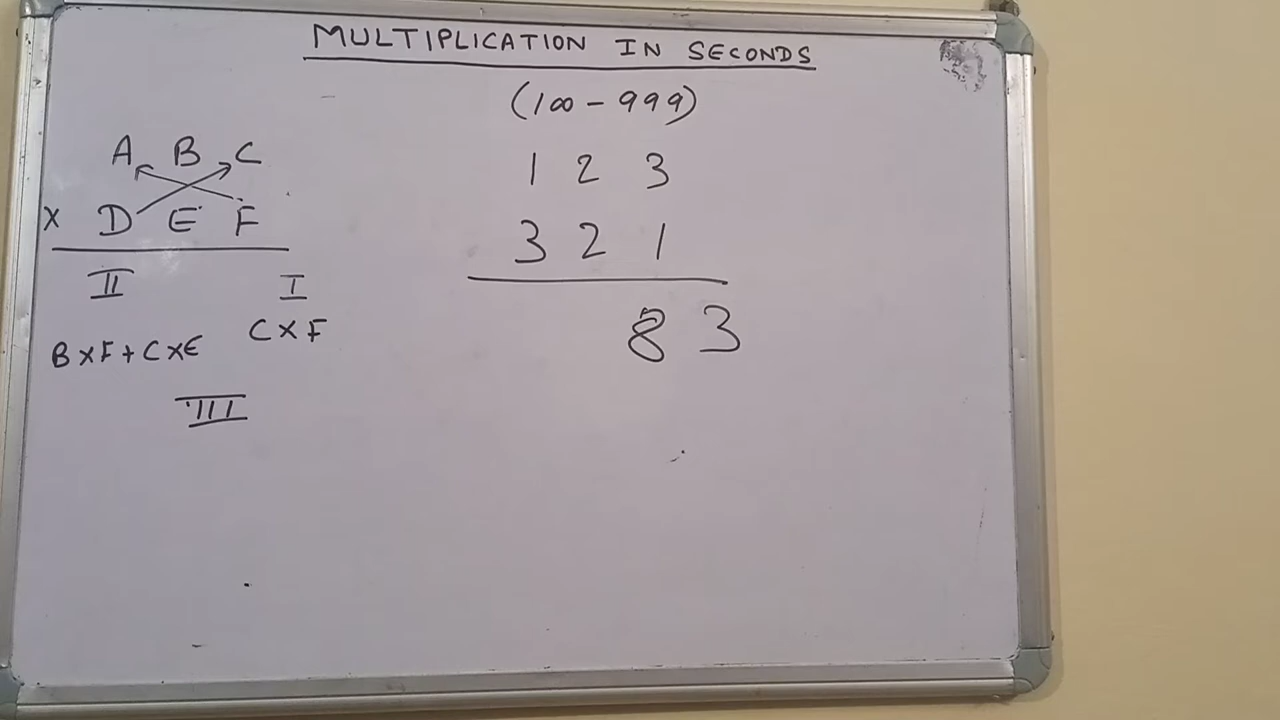 MULTIPLICATION IN SECONDS
(100 - 999)
A B C
x D E F
II I
B x F + C x E C x F
III
1 2 3
3 2 1
8 3